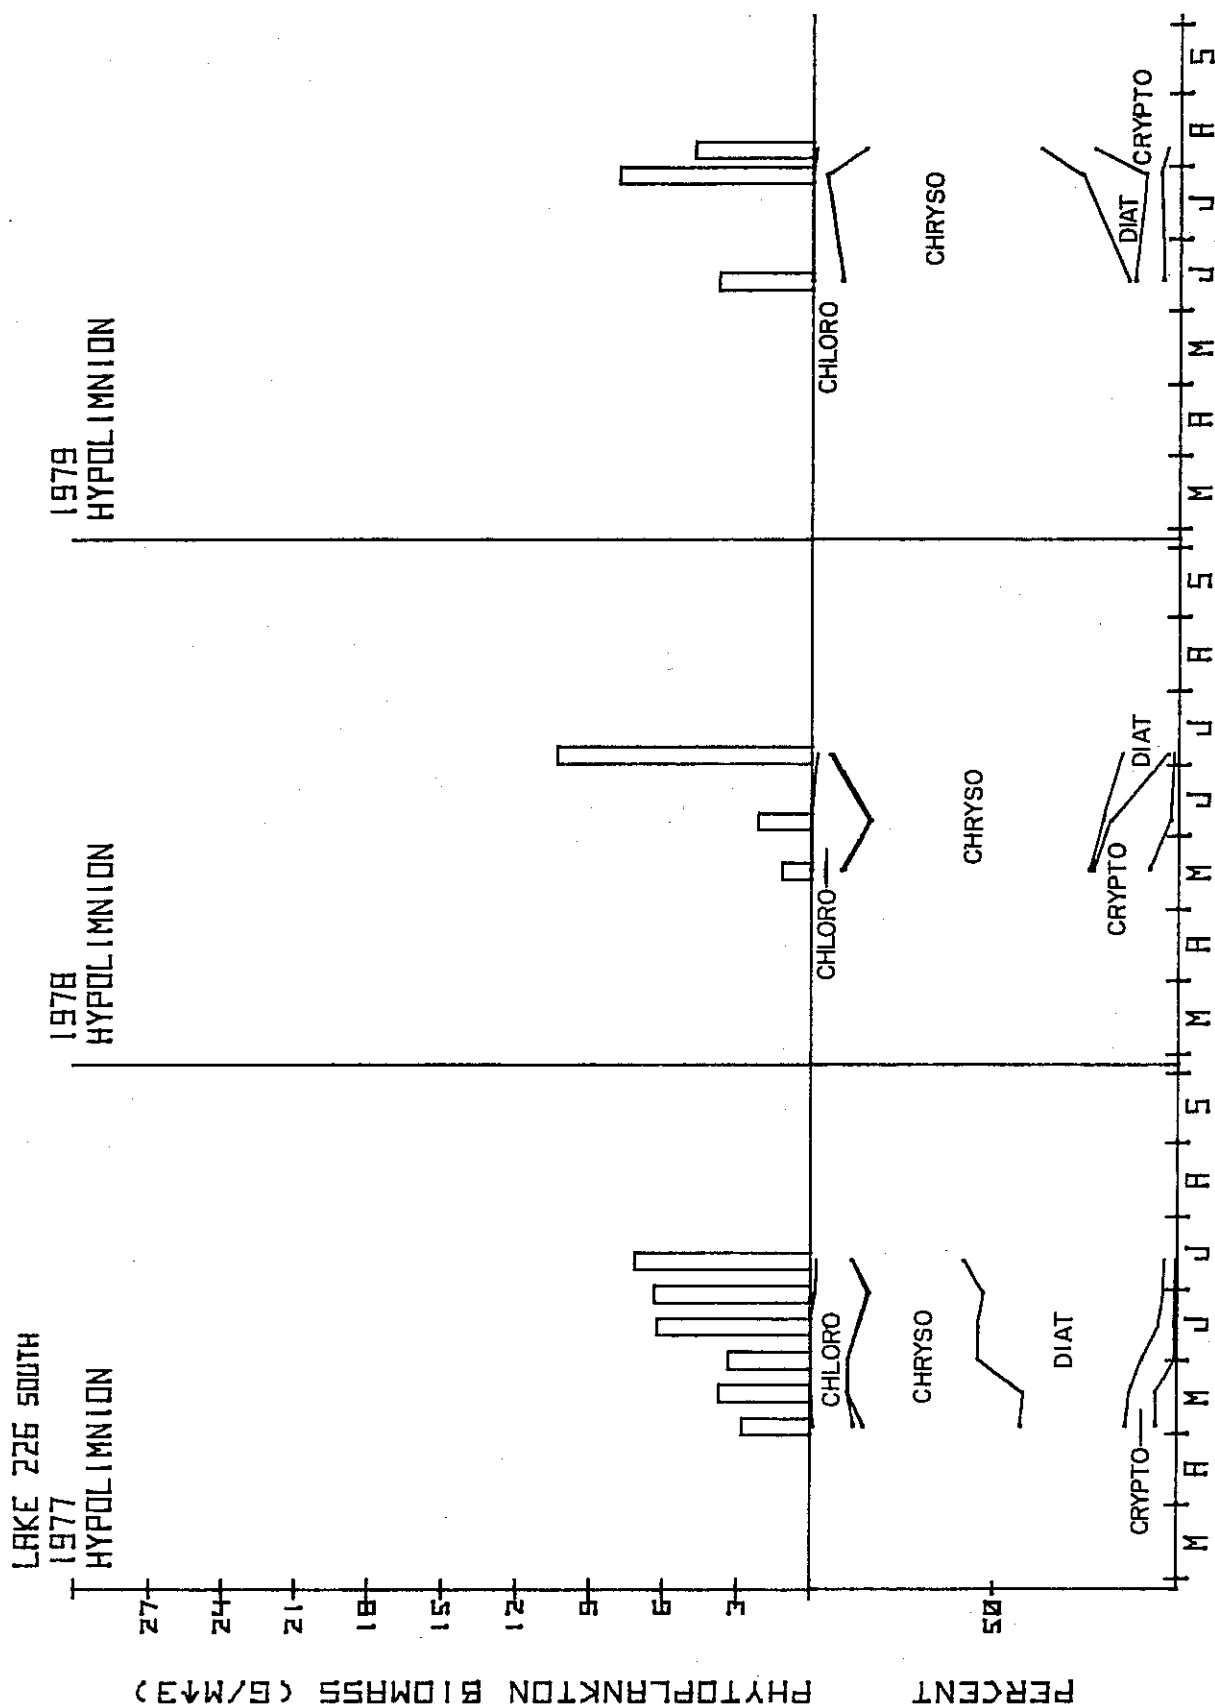 LAKE 226 SOUTH
1977
HYPOLIMNION
1978
HYPOLIMNION
1979
HYPOLIMNION
PHYTOPLANKTON BIOMASS (G/M↑3)
27
24
21
18
15
12
9
6
3
PERCENT
50
CHLORO
CHRYSO
DIAT
CRYPTO
CHLORO
CHRYSO
CRYPTO
DIAT
CHLORO
CHRYSO
DIAT
CRYPTO
M A M J J A S
M A M J J A S
M A M J J A S